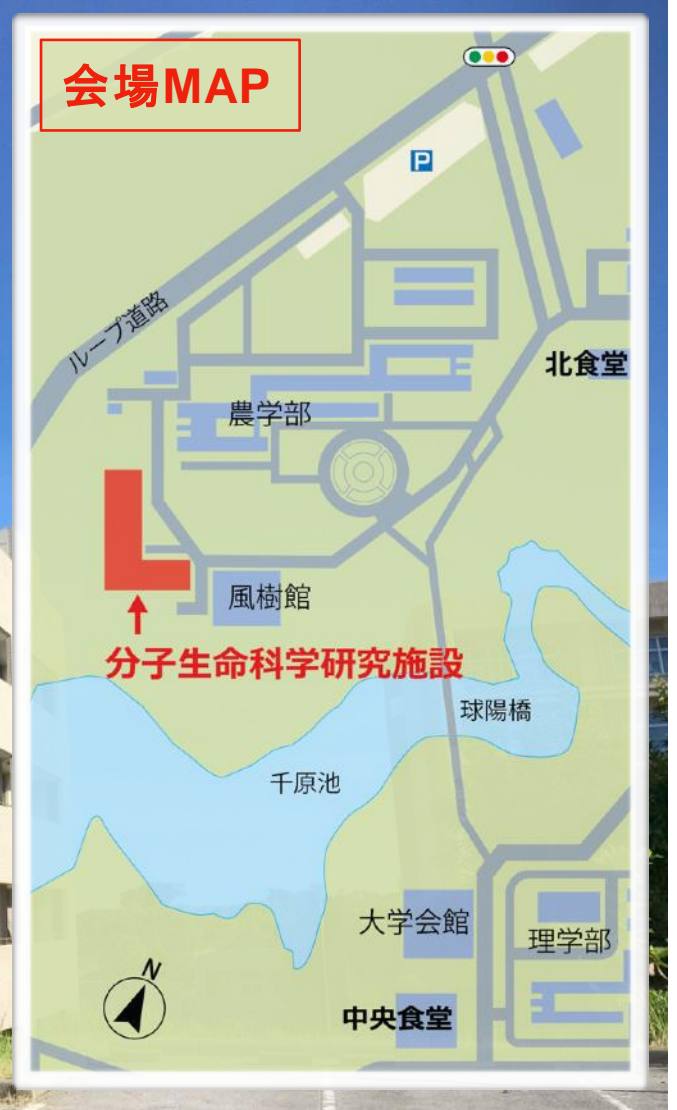 会場MAP
P
ループ道路
北食堂
農学部
風樹館
分子生命科学研究施設
球陽橋
千原池
大学会館
理学部
N
中央食堂